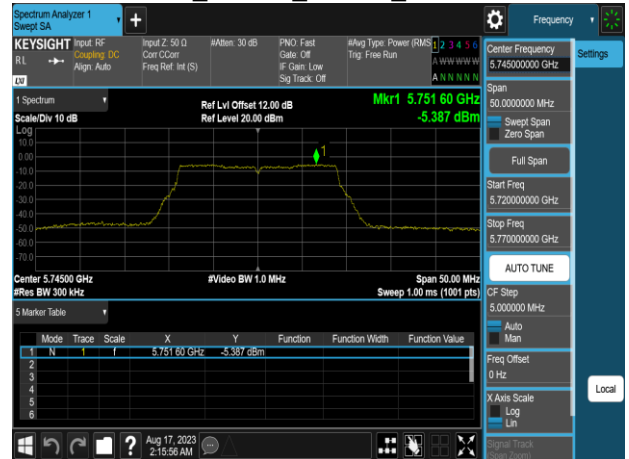 Spectrum Analyzer 1
Swept SA
Frequency
KEYSIGHT
RL
LXI
Input: RF
Coupling: DC
Align: Auto
Input Z: 50 Ω
Corr CCorr
Freq Ref: Int (S)
#Atten: 30 dB
PNO: Fast
Gate: Off
IF Gain: Low
Sig Track: Off
#Avg Type: Power (RMS
Trig: Free Run
1 2 3 4 5 6
A W W W W W
A N N N N N
1 Spectrum
Scale/Div 10 dB
Ref Lvl Offset 12.00 dB
Ref Level 20.00 dBm
Mkr1 5.751 60 GHz
-5.387 dBm
Log
10.0
0.00
-10.0
-20.0
-30.0
-40.0
-50.0
-60.0
-70.0
1
Center 5.74500 GHz
#Res BW 300 kHz
#Video BW 1.0 MHz
Span 50.00 MHz
Sweep 1.00 ms (1001 pts)
5 Marker Table
Mode Trace Scale X Y Function Function Width Function Value
1 N 1 f 5.751 60 GHz -5.387 dBm
2
3
4
5
6
Aug 17, 2023
2:15:56 AM
Center Frequency
5.745000000 GHz
Settings
Span
50.0000000 MHz
Swept Span
Zero Span
Full Span
Start Freq
5.720000000 GHz
Stop Freq
5.770000000 GHz
AUTO TUNE
CF Step
5.000000 MHz
Auto
Man
Freq Offset
0 Hz
X Axis Scale
Log
Lin
Local
Signal Track
(Span Zoom)